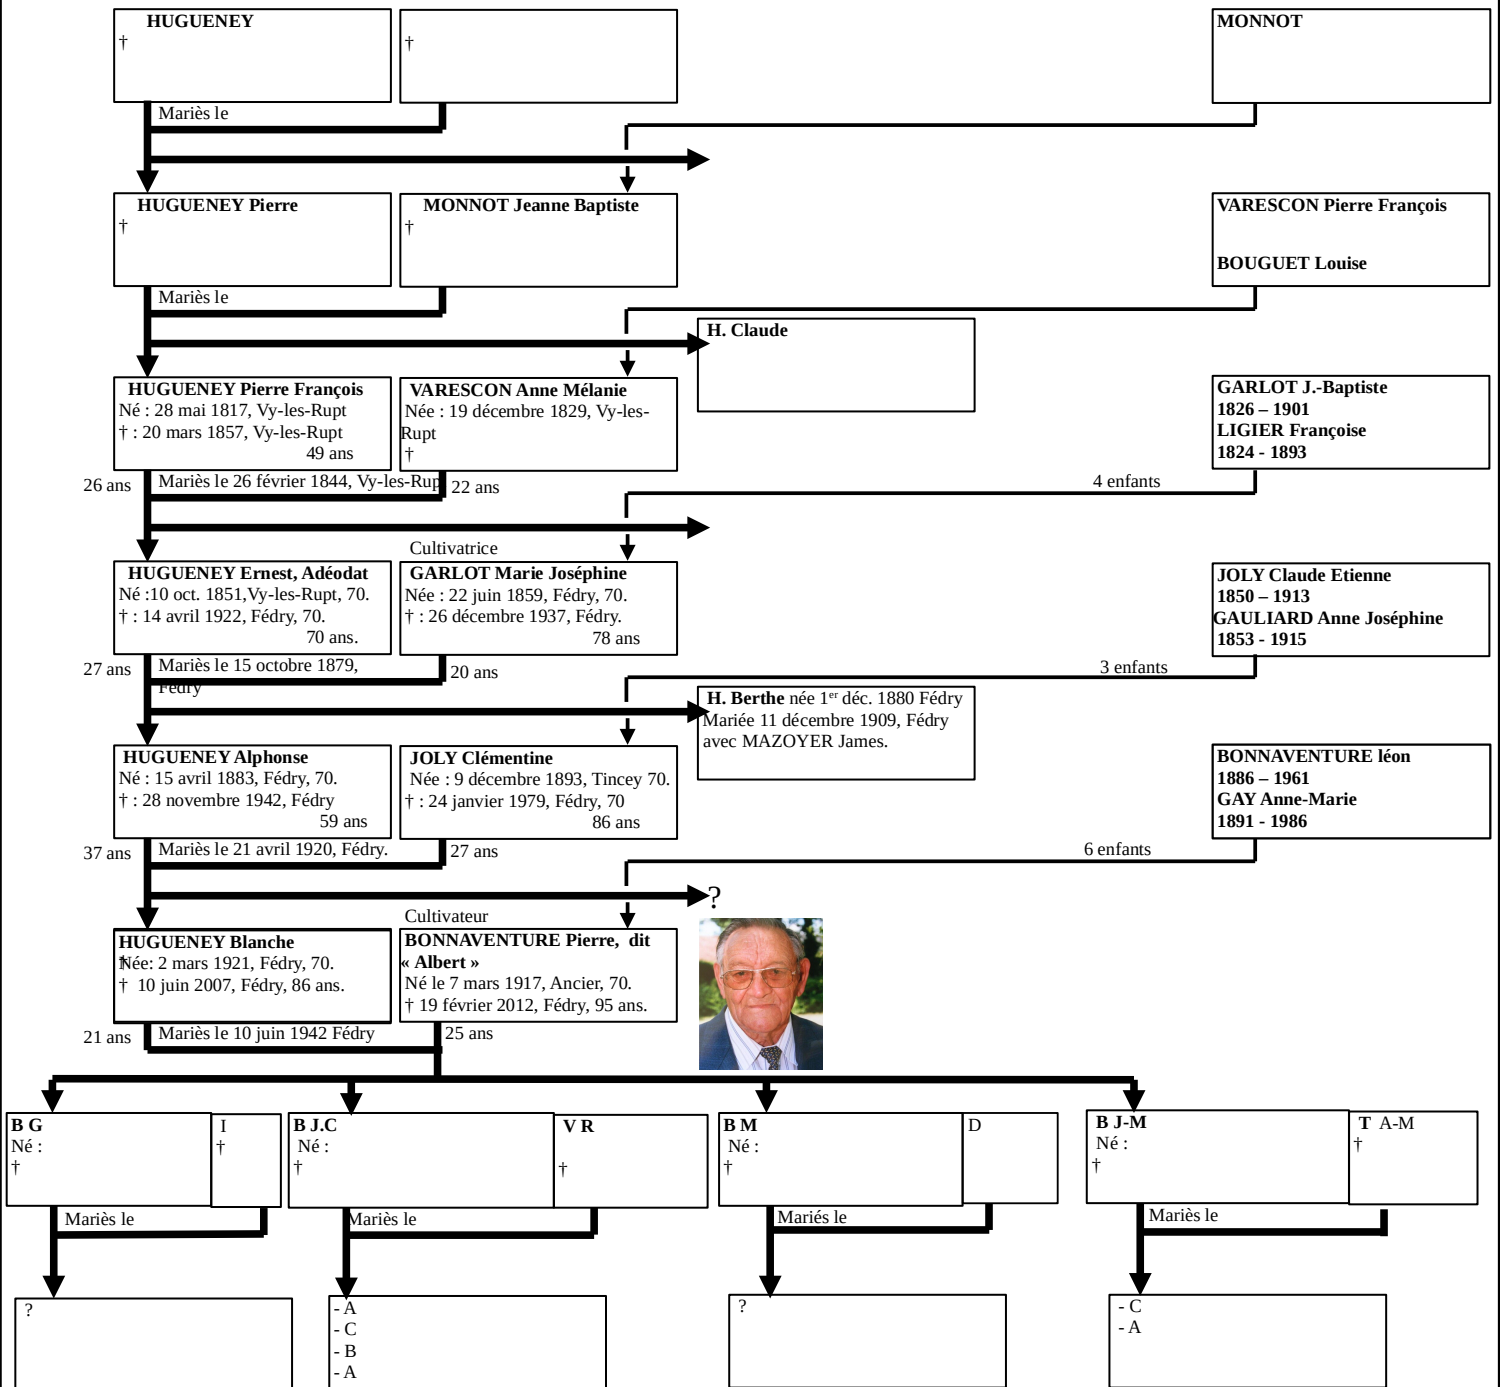 HUGUENEY
†
†
MONNOT
Mariès le
HUGUENEY Pierre
†
MONNOT Jeanne Baptiste
†
VARESCON Pierre François
BOUGUET Louise
Mariès le
H. Claude
HUGUENEY Pierre François
Né : 28 mai 1817, Vy-les-Rupt
† : 20 mars 1857, Vy-les-Rupt
49 ans
VARESCON Anne Mélanie
Née : 19 décembre 1829, Vy-les-
Rupt
†
GARLOT J.-Baptiste
1826 – 1901
LIGIER Françoise
1824 - 1893
26 ans
Mariès le 26 février 1844, Vy-les-Rup
22 ans
4 enfants
Cultivatrice
HUGUENEY Ernest, Adéodat
Né :10 oct. 1851,Vy-les-Rupt, 70.
† : 14 avril 1922, Fédry, 70.
70 ans.
GARLOT Marie Joséphine
Née : 22 juin 1859, Fédry, 70.
† : 26 décembre 1937, Fédry.
78 ans
JOLY Claude Etienne
1850 – 1913
GAULIARD Anne Joséphine
1853 - 1915
27 ans
Mariès le 15 octobre 1879,
Fédry
20 ans
3 enfants
H. Berthe née 1er déc. 1880 Fédry
Mariée 11 décembre 1909, Fédry
avec MAZOYER James.
HUGUENEY Alphonse
Né : 15 avril 1883, Fédry, 70.
† : 28 novembre 1942, Fédry
59 ans
JOLY Clémentine
Née : 9 décembre 1893, Tincey 70.
† : 24 janvier 1979, Fédry, 70
86 ans
BONNAVENTURE léon
1886 – 1961
GAY Anne-Marie
1891 - 1986
37 ans
Mariès le 21 avril 1920, Fédry.
27 ans
6 enfants
?
Cultivateur
HUGUENEY Blanche
†
Née: 2 mars 1921, Fédry, 70.
† 10 juin 2007, Fédry, 86 ans.
BONNAVENTURE Pierre, dit
« Albert »
Né le 7 mars 1917, Ancier, 70.
† 19 février 2012, Fédry, 95 ans.
21 ans
Mariès le 10 juin 1942 Fédry
25 ans
B G
Né :
†
I
†
B J.C
Né :
†
V R
†
B M
Né :
†
D
B J-M
Né :
†
T A-M
†
Mariès le
Mariès le
Mariés le
Mariès le
?
- A
- C
- B
- A
?
- C
- A